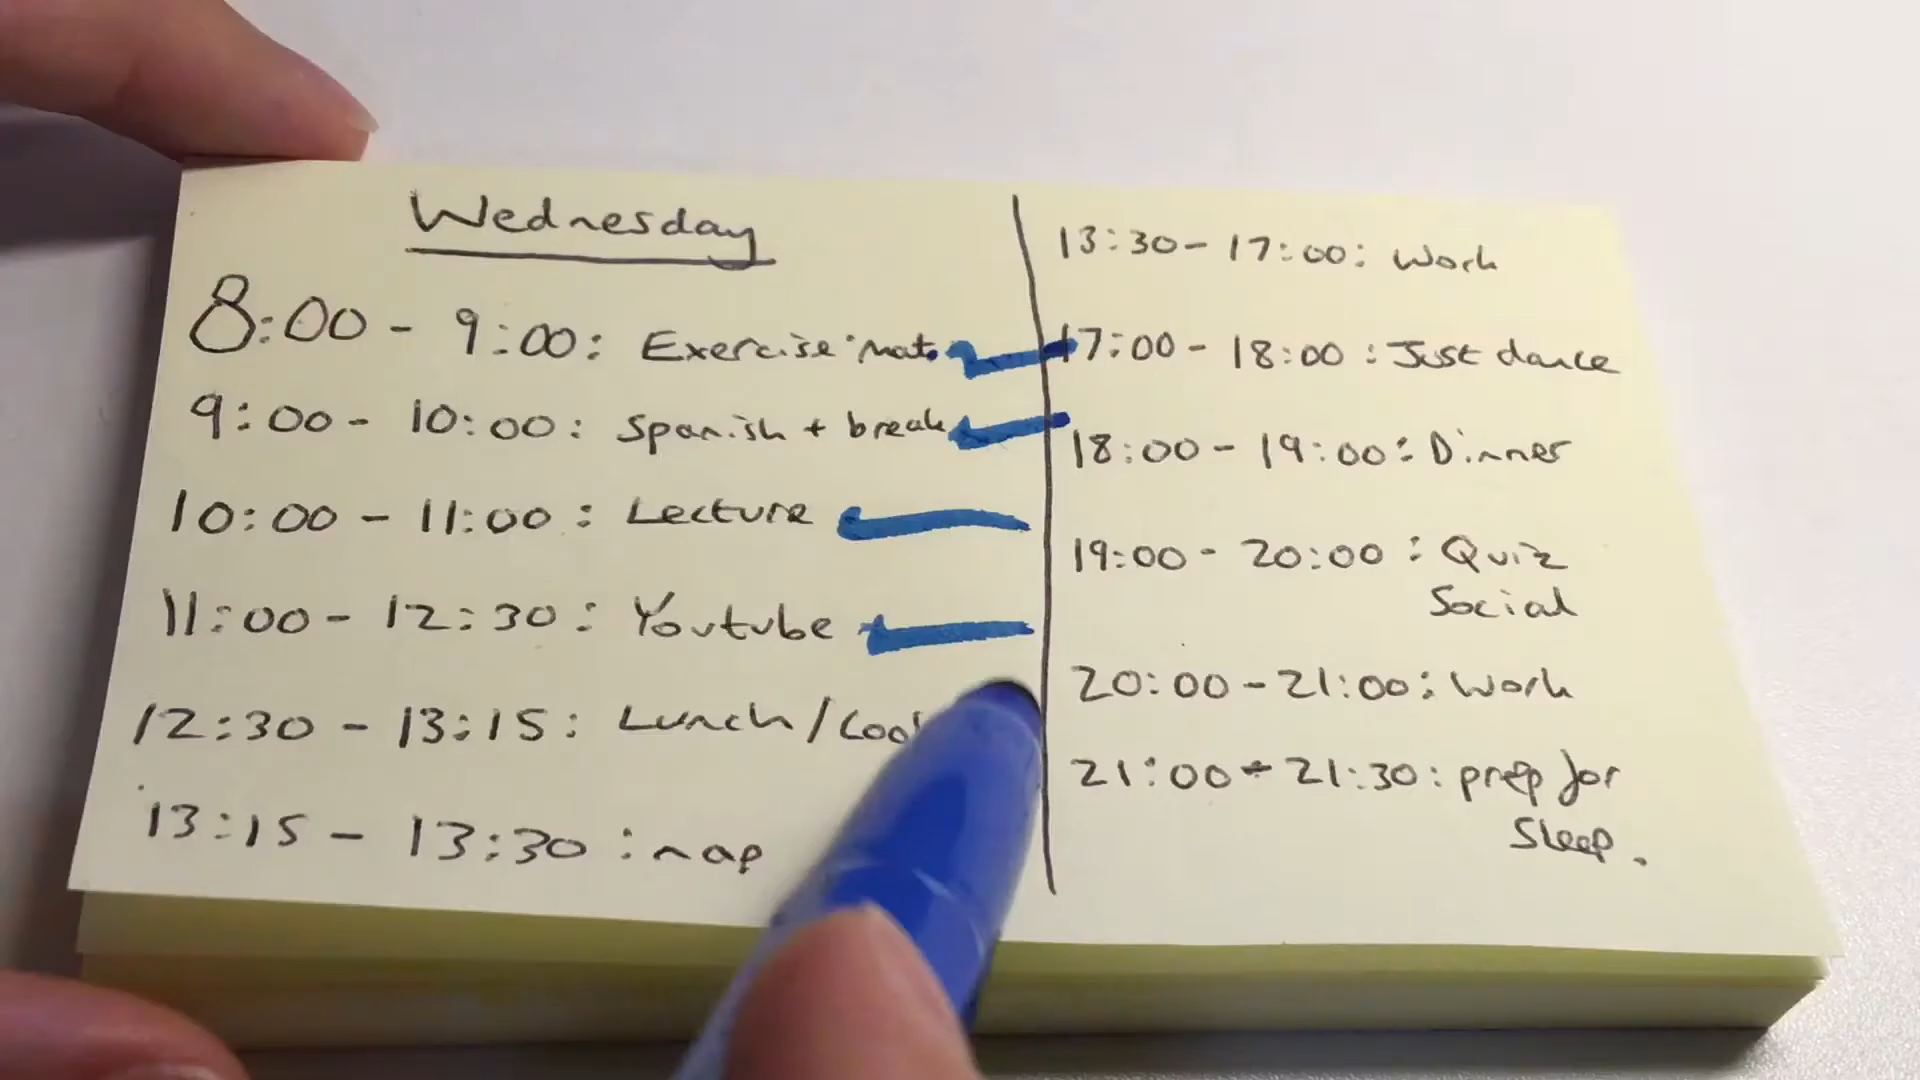 Wednesday
8:00 - 9:00: Exercise
9:00 - 10:00: Spanish + break
10:00 - 11:00: Lecture
11:00 - 12:30: Youtube
12:30 - 13:15: Lunch/
13:15 - 13:30: nap
13:30 - 17:00: Work
17:00 - 18:00: Just dance
18:00 - 19:00: Dinner
19:00 - 20:00: Quiz
Social
20:00 - 21:00: Work
21:00 - 21:30: prep for
Sleep.